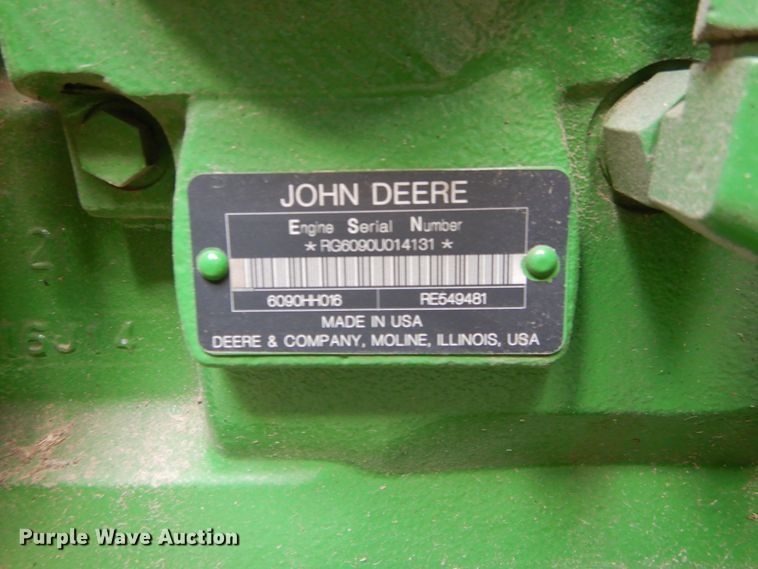 JOHN DEERE
Engine Serial Number
*RG6090U014131*
6090HH016 RE549481
MADE IN USA
DEERE & COMPANY, MOLINE, ILLINOIS, USA
2
Purple Wave Auction